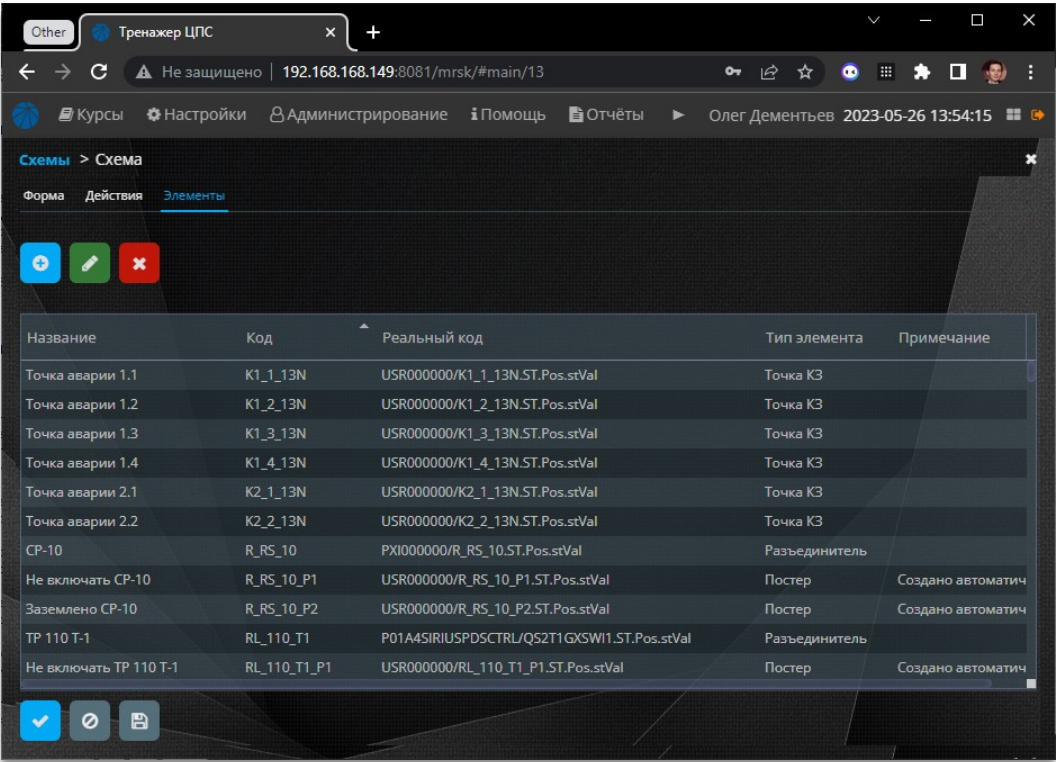 Other Тренажер ЦПС
Не защищено 192.168.168.149:8081/mrsk/#main/13
Курсы Настройки Администрирование Помощь Отчёты Олег Дементьев 2023-05-26 13:54:15
Схемы > Схема
Форма Действия Элементы
Название Код Реальный код Тип элемента Примечание
Точка аварии 1.1 K1_1_13N USR000000/K1_1_13N.ST.Pos.stVal Точка КЗ
Точка аварии 1.2 K1_2_13N USR000000/K1_2_13N.ST.Pos.stVal Точка КЗ
Точка аварии 1.3 K1_3_13N USR000000/K1_3_13N.ST.Pos.stVal Точка КЗ
Точка аварии 1.4 K1_4_13N USR000000/K1_4_13N.ST.Pos.stVal Точка КЗ
Точка аварии 2.1 K2_1_13N USR000000/K2_1_13N.ST.Pos.stVal Точка КЗ
Точка аварии 2.2 K2_2_13N USR000000/K2_2_13N.ST.Pos.stVal Точка КЗ
СР-10 R_RS_10 PXI000000/R_RS_10.ST.Pos.stVal Разъединитель
Не включать СР-10 R_RS_10_P1 USR000000/R_RS_10_P1.ST.Pos.stVal Постер Создано автоматич
Заземлено СР-10 R_RS_10_P2 USR000000/R_RS_10_P2.ST.Pos.stVal Постер Создано автоматич
ТР 110 Т-1 RL_110_T1 P01A4SIRIUSPDSCTRL/QS2T1GXSWI1.ST.Pos.stVal Разъединитель
Не включать ТР 110 Т-1 RL_110_T1_P1 USR000000/RL_110_T1_P1.ST.Pos.stVal Постер Создано автоматич